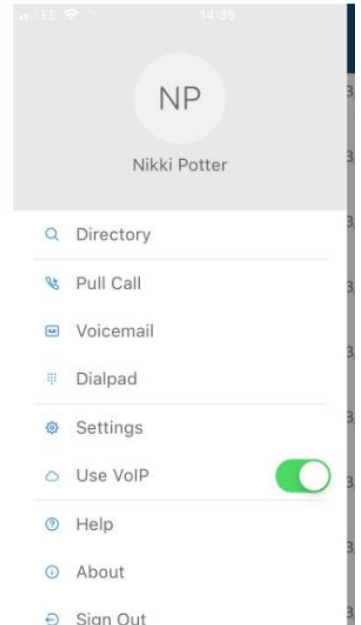 EE 14:35
NP
Nikki Potter
Directory
Pull Call
Voicemail
Dialpad
Settings
Use VoIP
Help
About
Sign Out